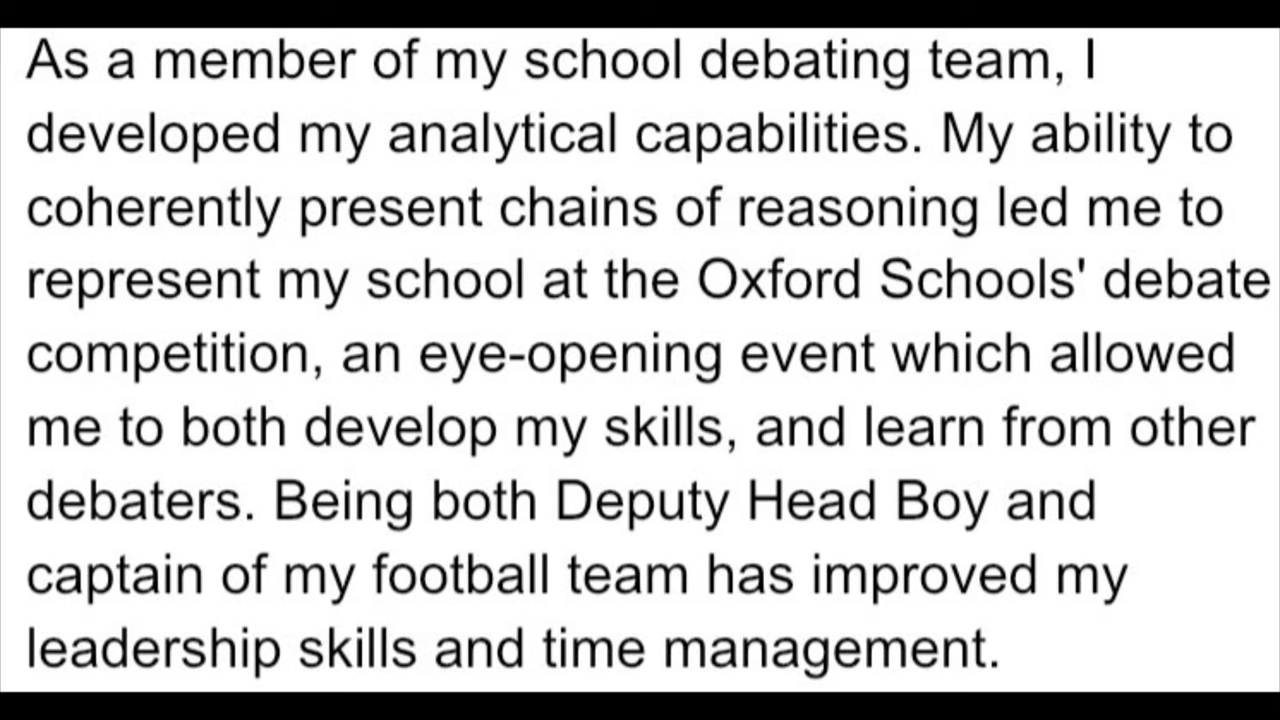 As a member of my school debating team, I
developed my analytical capabilities. My ability to
coherently present chains of reasoning led me to
represent my school at the Oxford Schools' debate
competition, an eye-opening event which allowed
me to both develop my skills, and learn from other
debaters. Being both Deputy Head Boy and
captain of my football team has improved my
leadership skills and time management.